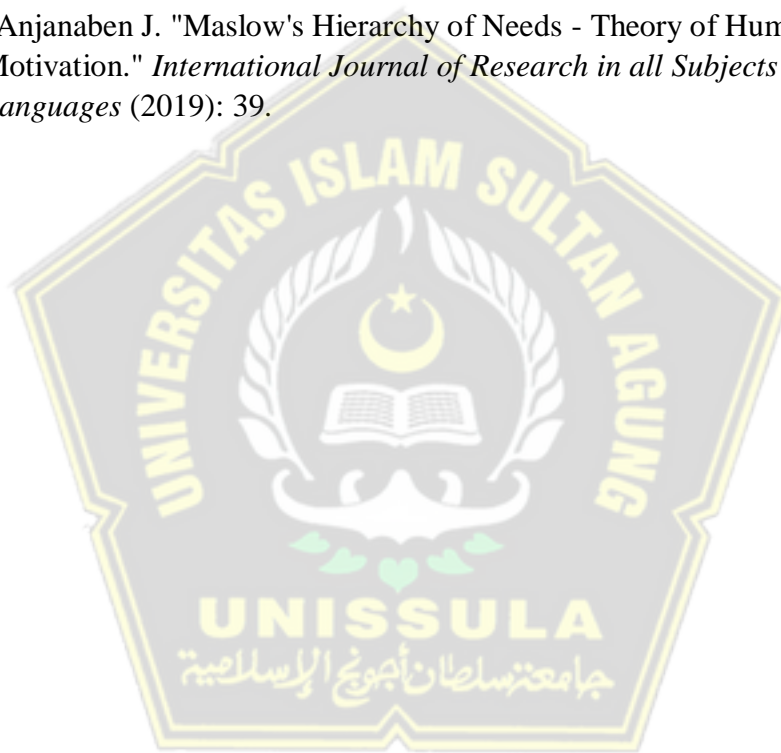 Anjanaben J. "Maslow's Hierarchy of Needs - Theory of Hum
Motivation." International Journal of Research in all Subjects
anguages (2019): 39.
UNIVERSITAS ISLAM SULTAN AGUNG
UNISSULA
جامعة سلطان أجونج الإسلامية